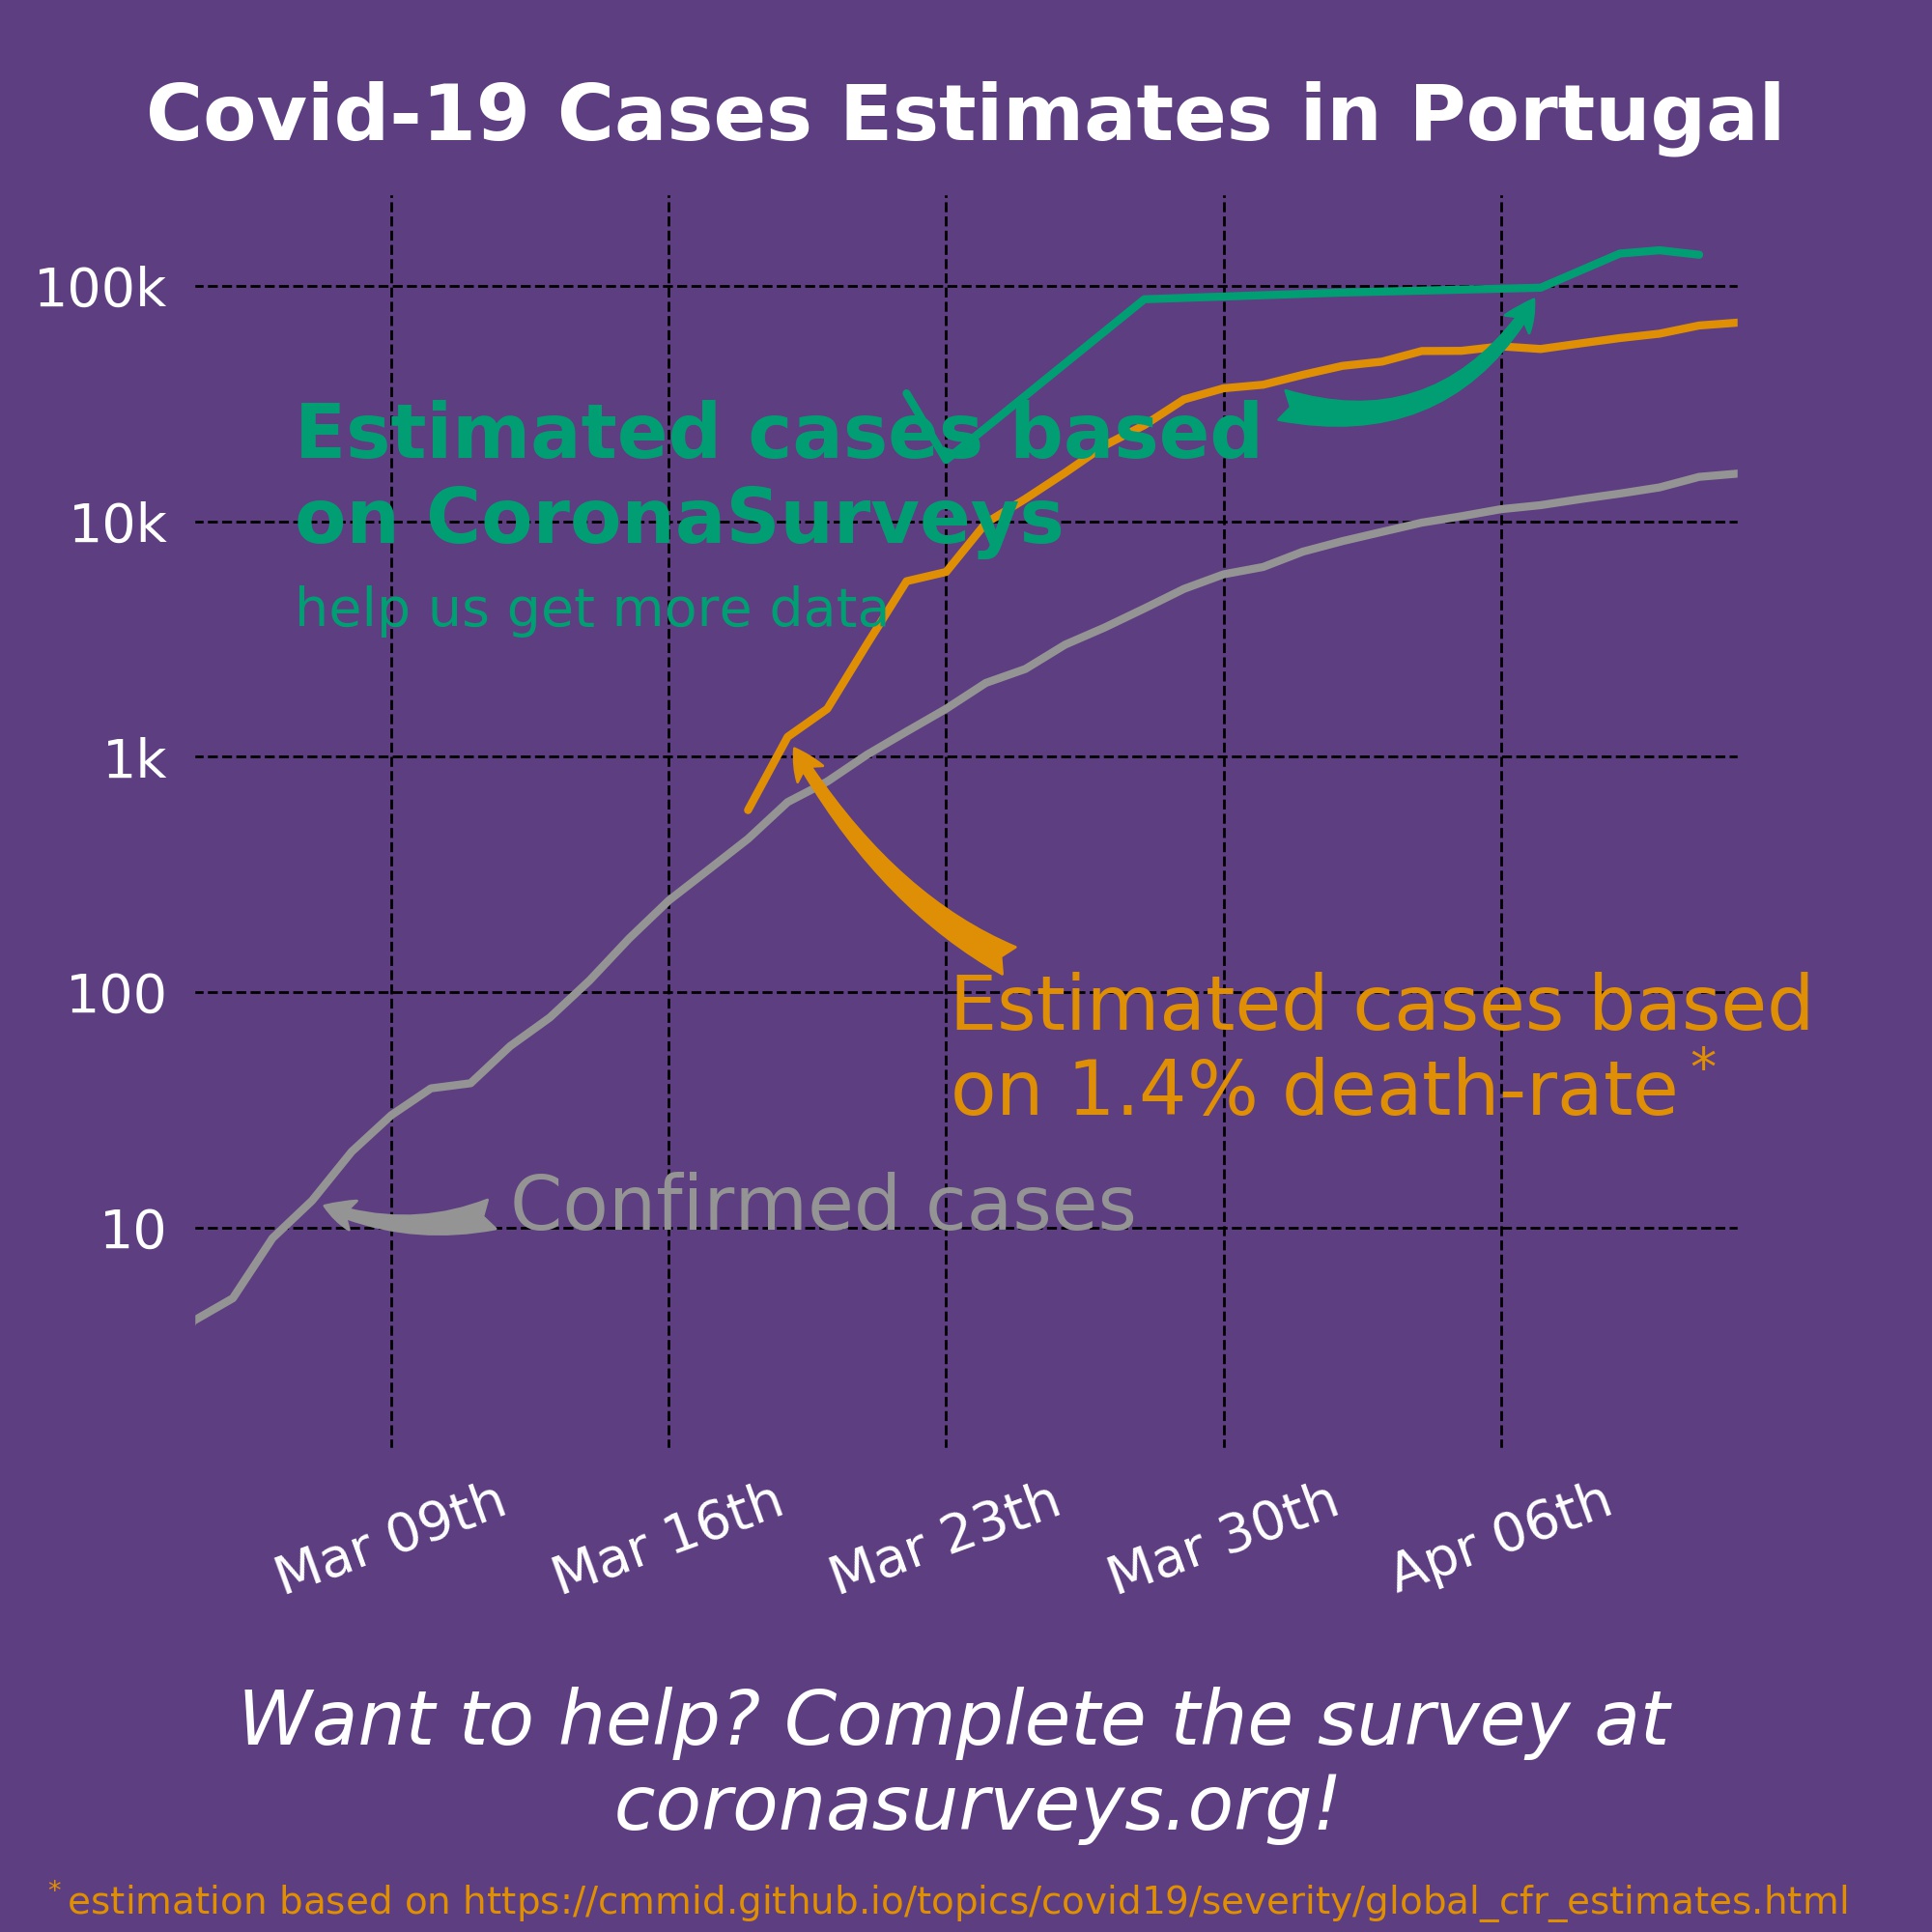 Covid-19 Cases Estimates in Portugal
100k
10k
1k
100
10
Estimated cases based
on CoronaSurveys
help us get more data
Estimated cases based
on 1.4% death-rate*
Confirmed cases
Mar 09th
Mar 16th
Mar 23th
Mar 30th
Apr 06th
Want to help? Complete the survey at
coronasurveys.org!
*estimation based on https://cmmid.github.io/topics/covid19/severity/global_cfr_estimates.html